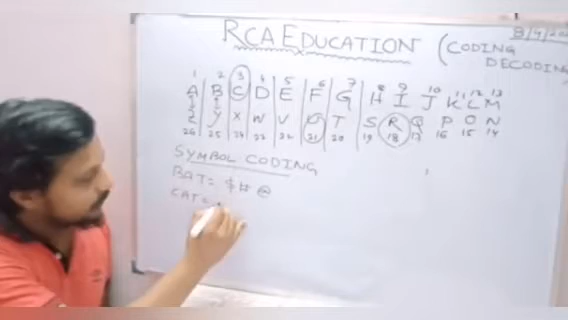 RCA EDUCATION (CODING DECODING)
1 2 3 4 5 6 7 8 9 10 11 12 13
A B C D E F G H I J K L M
Z Y X W V U T S R Q P O N
26 25 24 23 22 21 20 19 18 17 16 15 14
SYMBOL CODING
BAT = $ # @
CAT =